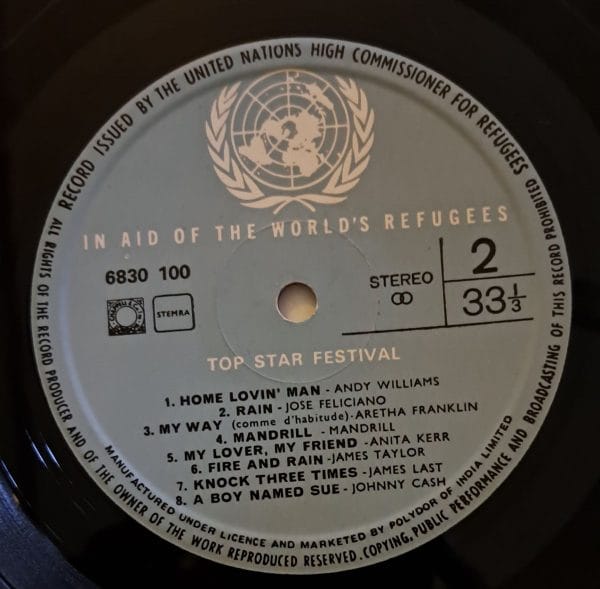 RECORD ISSUED BY THE UNITED NATIONS HIGH COMMISSIONER FOR REFUGEES
IN AID OF THE WORLD'S REFUGEES
6830 100
STEMRA
STEREO
2
33 1/3
TOP STAR FESTIVAL
1. HOME LOVIN' MAN - ANDY WILLIAMS
2. RAIN - JOSE FELICIANO
3. MY WAY (comme d'habitude) - ARETHA FRANKLIN
4. MANDRILL - MANDRILL
5. MY LOVER, MY FRIEND - ANITA KERR
6. FIRE AND RAIN - JAMES TAYLOR
7. KNOCK THREE TIMES - JAMES LAST
8. A BOY NAMED SUE - JOHNNY CASH
MANUFACTURED UNDER LICENCE AND MARKETED BY POLYDOR OF INDIA LIMITED
ALL RIGHTS OF THE RECORD PRODUCER AND OF THE OWNER OF THE WORK REPRODUCED RESERVED. COPYING, PUBLIC PERFORMANCE AND BROADCASTING OF THIS RECORD PROHIBITED